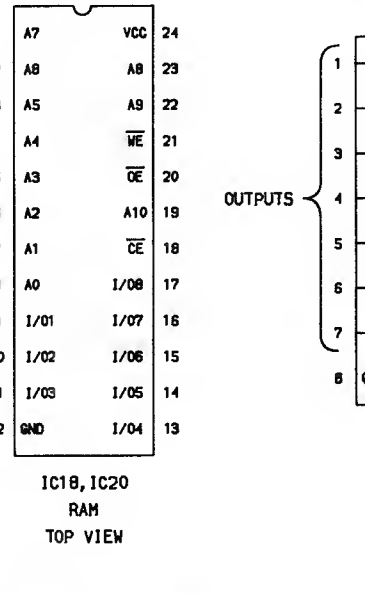 A7 VCC 24
A8 A8 23
A5 A9 22
A4 WE 21
A3 OE 20
A2 A10 19
A1 CE 18
A0 I/O8 17
I/O1 I/O7 16
I/O2 I/O6 15
I/O3 I/O5 14
GND I/O4 13
IC18, IC20
RAM
TOP VIEW
OUTPUTS
1
2
3
4
5
6
7
8